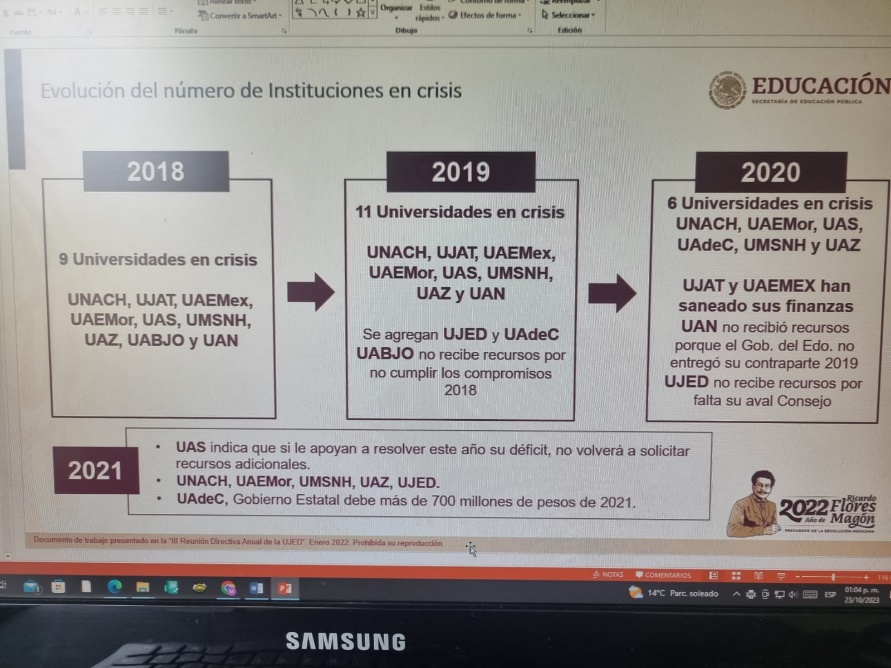 Convertir a SmartArt
Organizar
Estilos
rápidos
Efectos de forma
Seleccionar
Párrafo
Dibujo
Edición
Evolución del número de Instituciones en crisis
EDUCACIÓN
SECRETARÍA DE EDUCACIÓN PÚBLICA
2018
9 Universidades en crisis
UNACH, UJAT, UAEMex,
UAEMor, UAS, UMSNH,
UAZ, UABJO y UAN
2019
11 Universidades en crisis
UNACH, UJAT, UAEMex,
UAEMor, UAS, UMSNH,
UAZ y UAN
Se agregan UJED y UAdeC
UABJO no recibe recursos por
no cumplir los compromisos
2018
2020
6 Universidades en crisis
UNACH, UAEMor, UAS,
UAdeC, UMSNH y UAZ
UJAT y UAEMEX han
saneado sus finanzas
UAN no recibió recursos
porque el Gob. del Edo. no
entregó su contraparte 2019
UJED no recibe recursos por
falta su aval Consejo
2021
• UAS indica que si le apoyan a resolver este año su déficit, no volverá a solicitar
recursos adicionales.
• UNACH, UAEMor, UMSNH, UAZ, UJED.
• UAdeC, Gobierno Estatal debe más de 700 millones de pesos de 2021.
2022 Ricardo
Flores
Año de Magón
PRECURSOR DE LA REVOLUCIÓN MEXICANA
Documento de trabajo presentado en la "III Reunión Directiva Anual de la UJED". Enero 2022. Prohibida su reproducción.
NOTAS
COMENTARIOS
14°C Parc. soleado
ESP
01:04 p. m.
23/10/2023
SAMSUNG